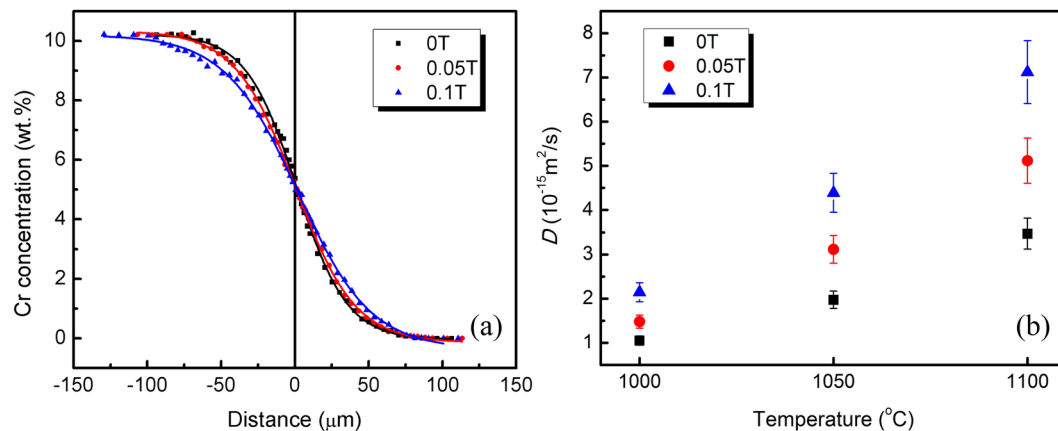 Cr concentration (wt.%)
10
8
6
4
2
0
0T
0.05T
0.1T
(a)
-150 -100 -50 0 50 100 150
Distance (μm)
D (10⁻¹⁵m²/s)
8
7
6
5
4
3
2
1
0T
0.05T
0.1T
(b)
1000 1050 1100
Temperature (°C)